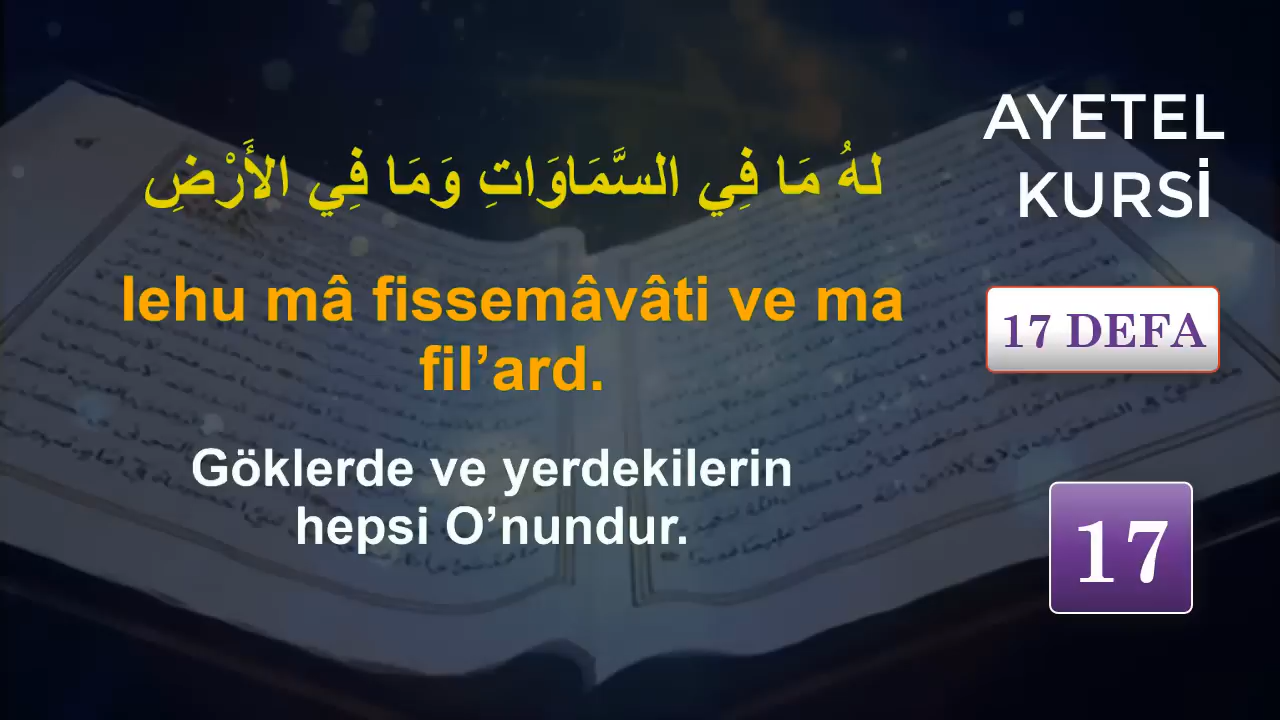 لهُ مَا فِي السَّمَاوَاتِ وَمَا فِي الأَرْضِ
lehu mâ fissemâvâti ve ma
fil’ard.
Göklerde ve yerdekilerin
hepsi O’nundur.
AYETEL
KURSİ
17 DEFA
17